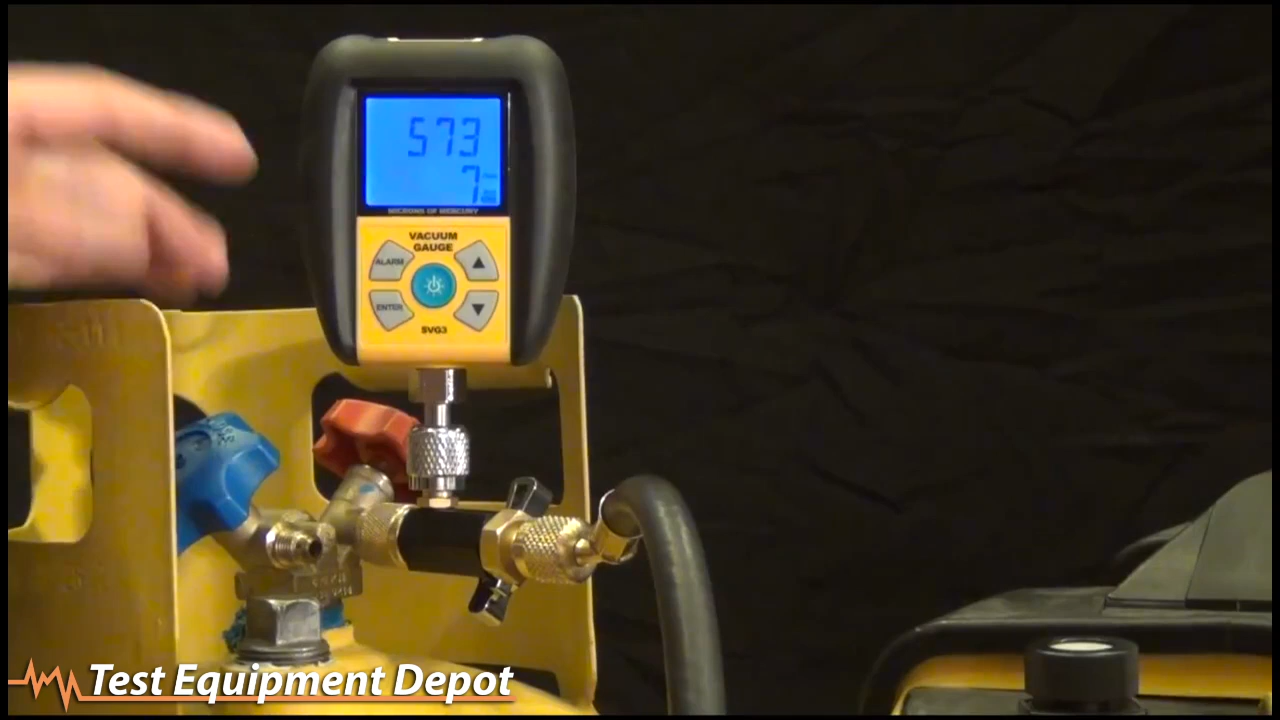 573
7
MICRONS OF MERCURY
VACUUM
GAUGE
ALARM
ENTER
SVG3
Test Equipment Depot